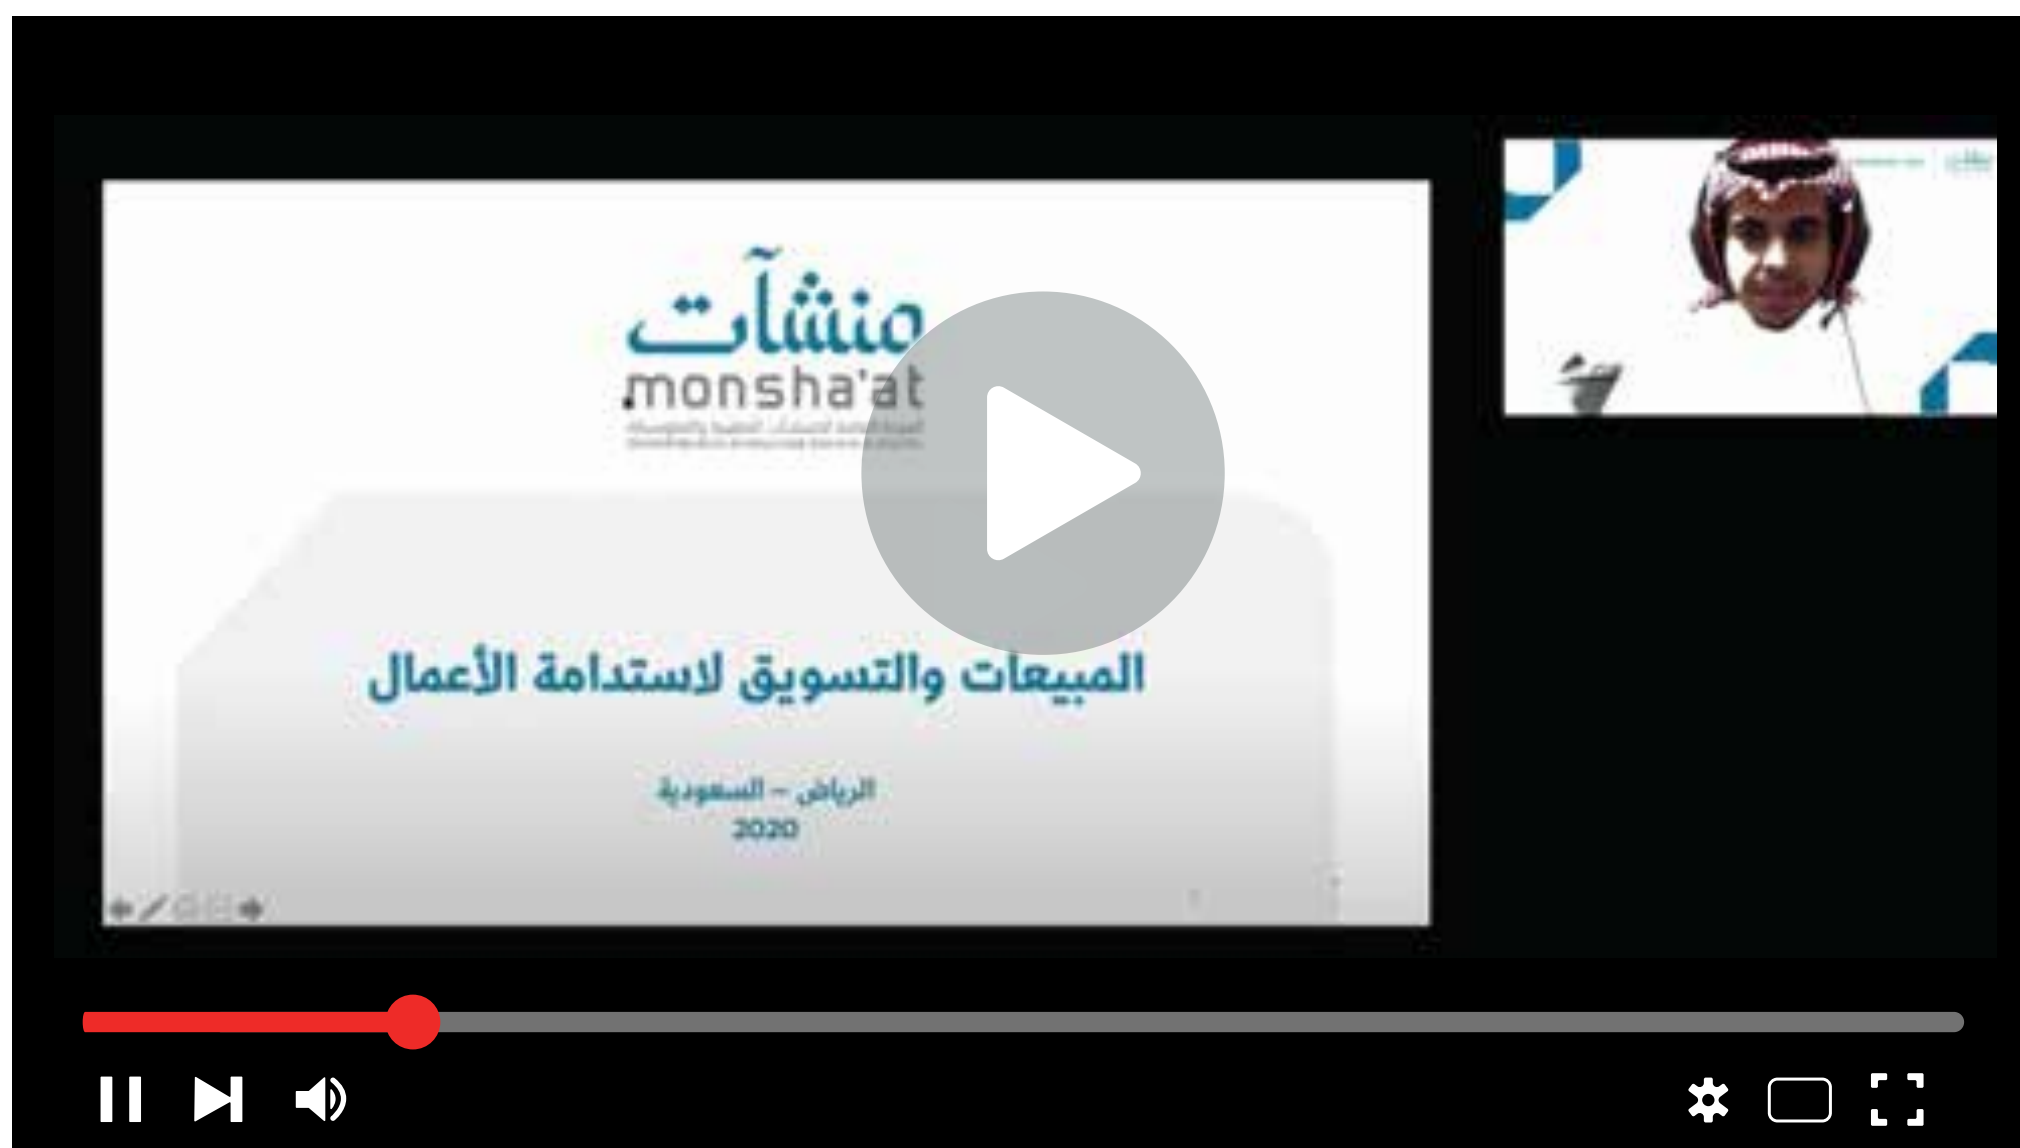 منشآت
monsha'at
المبيعات والتسويق لاستدامة الأعمال
الرياض – السعودية
2020